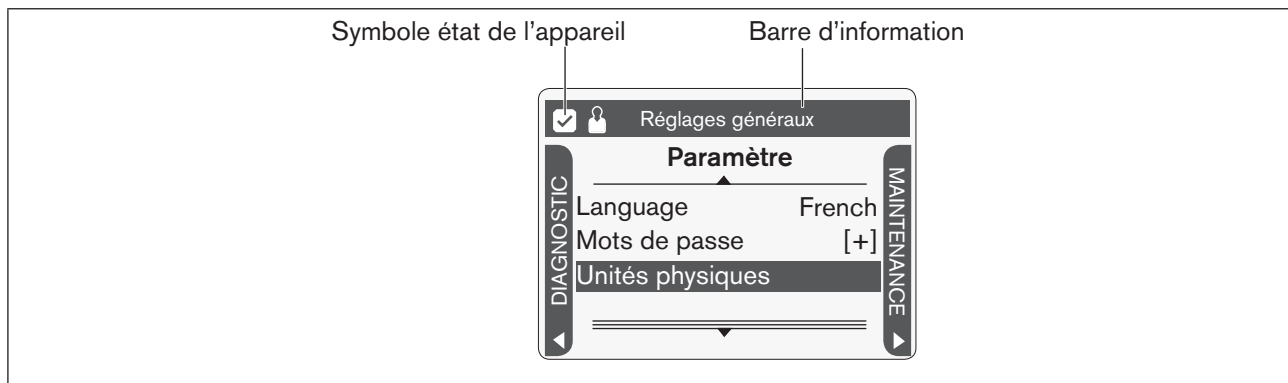 Symbole état de l'appareil Barre d'information
Réglages généraux
Paramètre
DIAGNOSTIC
Language French
Mots de passe [+]
Unités physiques
MAINTENANCE